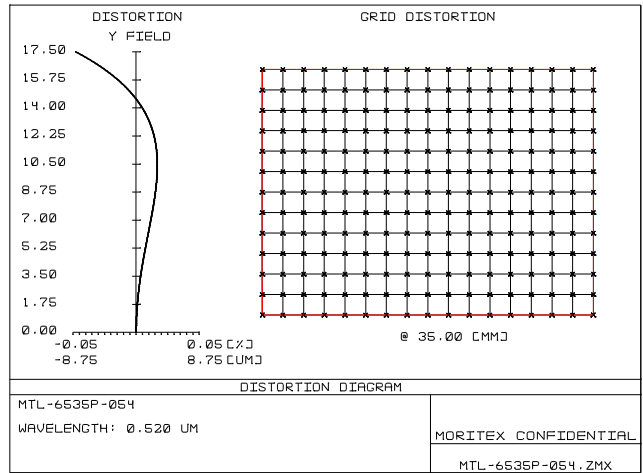 DISTORTION
Y FIELD
GRID DISTORTION
17.50
15.75
14.00
12.25
10.50
8.75
7.00
5.25
3.50
1.75
0.00
-0.05 0.05[%]
-8.75 8.75[UM]
@ 35.00 [MM]
DISTORTION DIAGRAM
MTL-6535P-054
WAVELENGTH: 0.520 UM
MORITEX CONFIDENTIAL
MTL-6535P-054.ZMX